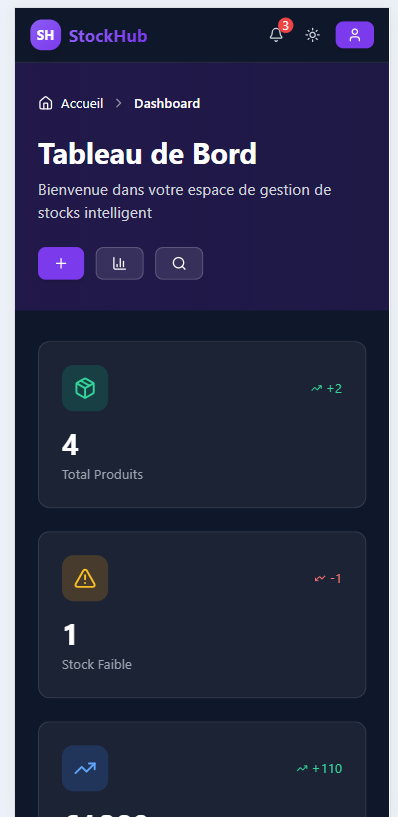 SH StockHub 3
Accueil > Dashboard
Tableau de Bord
Bienvenue dans votre espace de gestion de
stocks intelligent
+2
4
Total Produits
-1
1
Stock Faible
+110